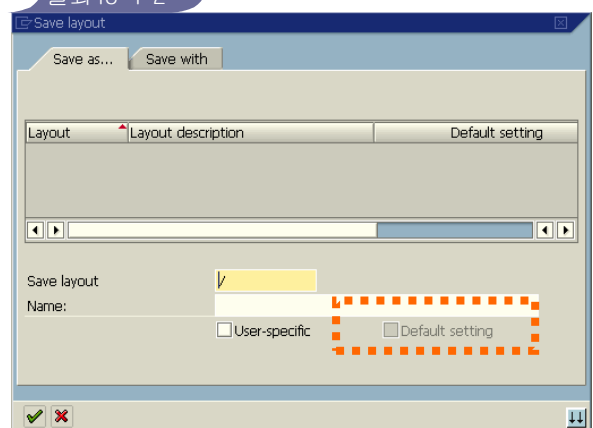 Save layout
Save as... Save with
Layout Layout description Default setting
Save layout /
Name:
User-specific Default setting